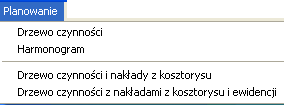 Planowanie
Drzewo czynności
Harmonogram
Drzewo czynności i nakłady z kosztorysu
Drzewo czynności z nakładami z kosztorysu i ewidencji